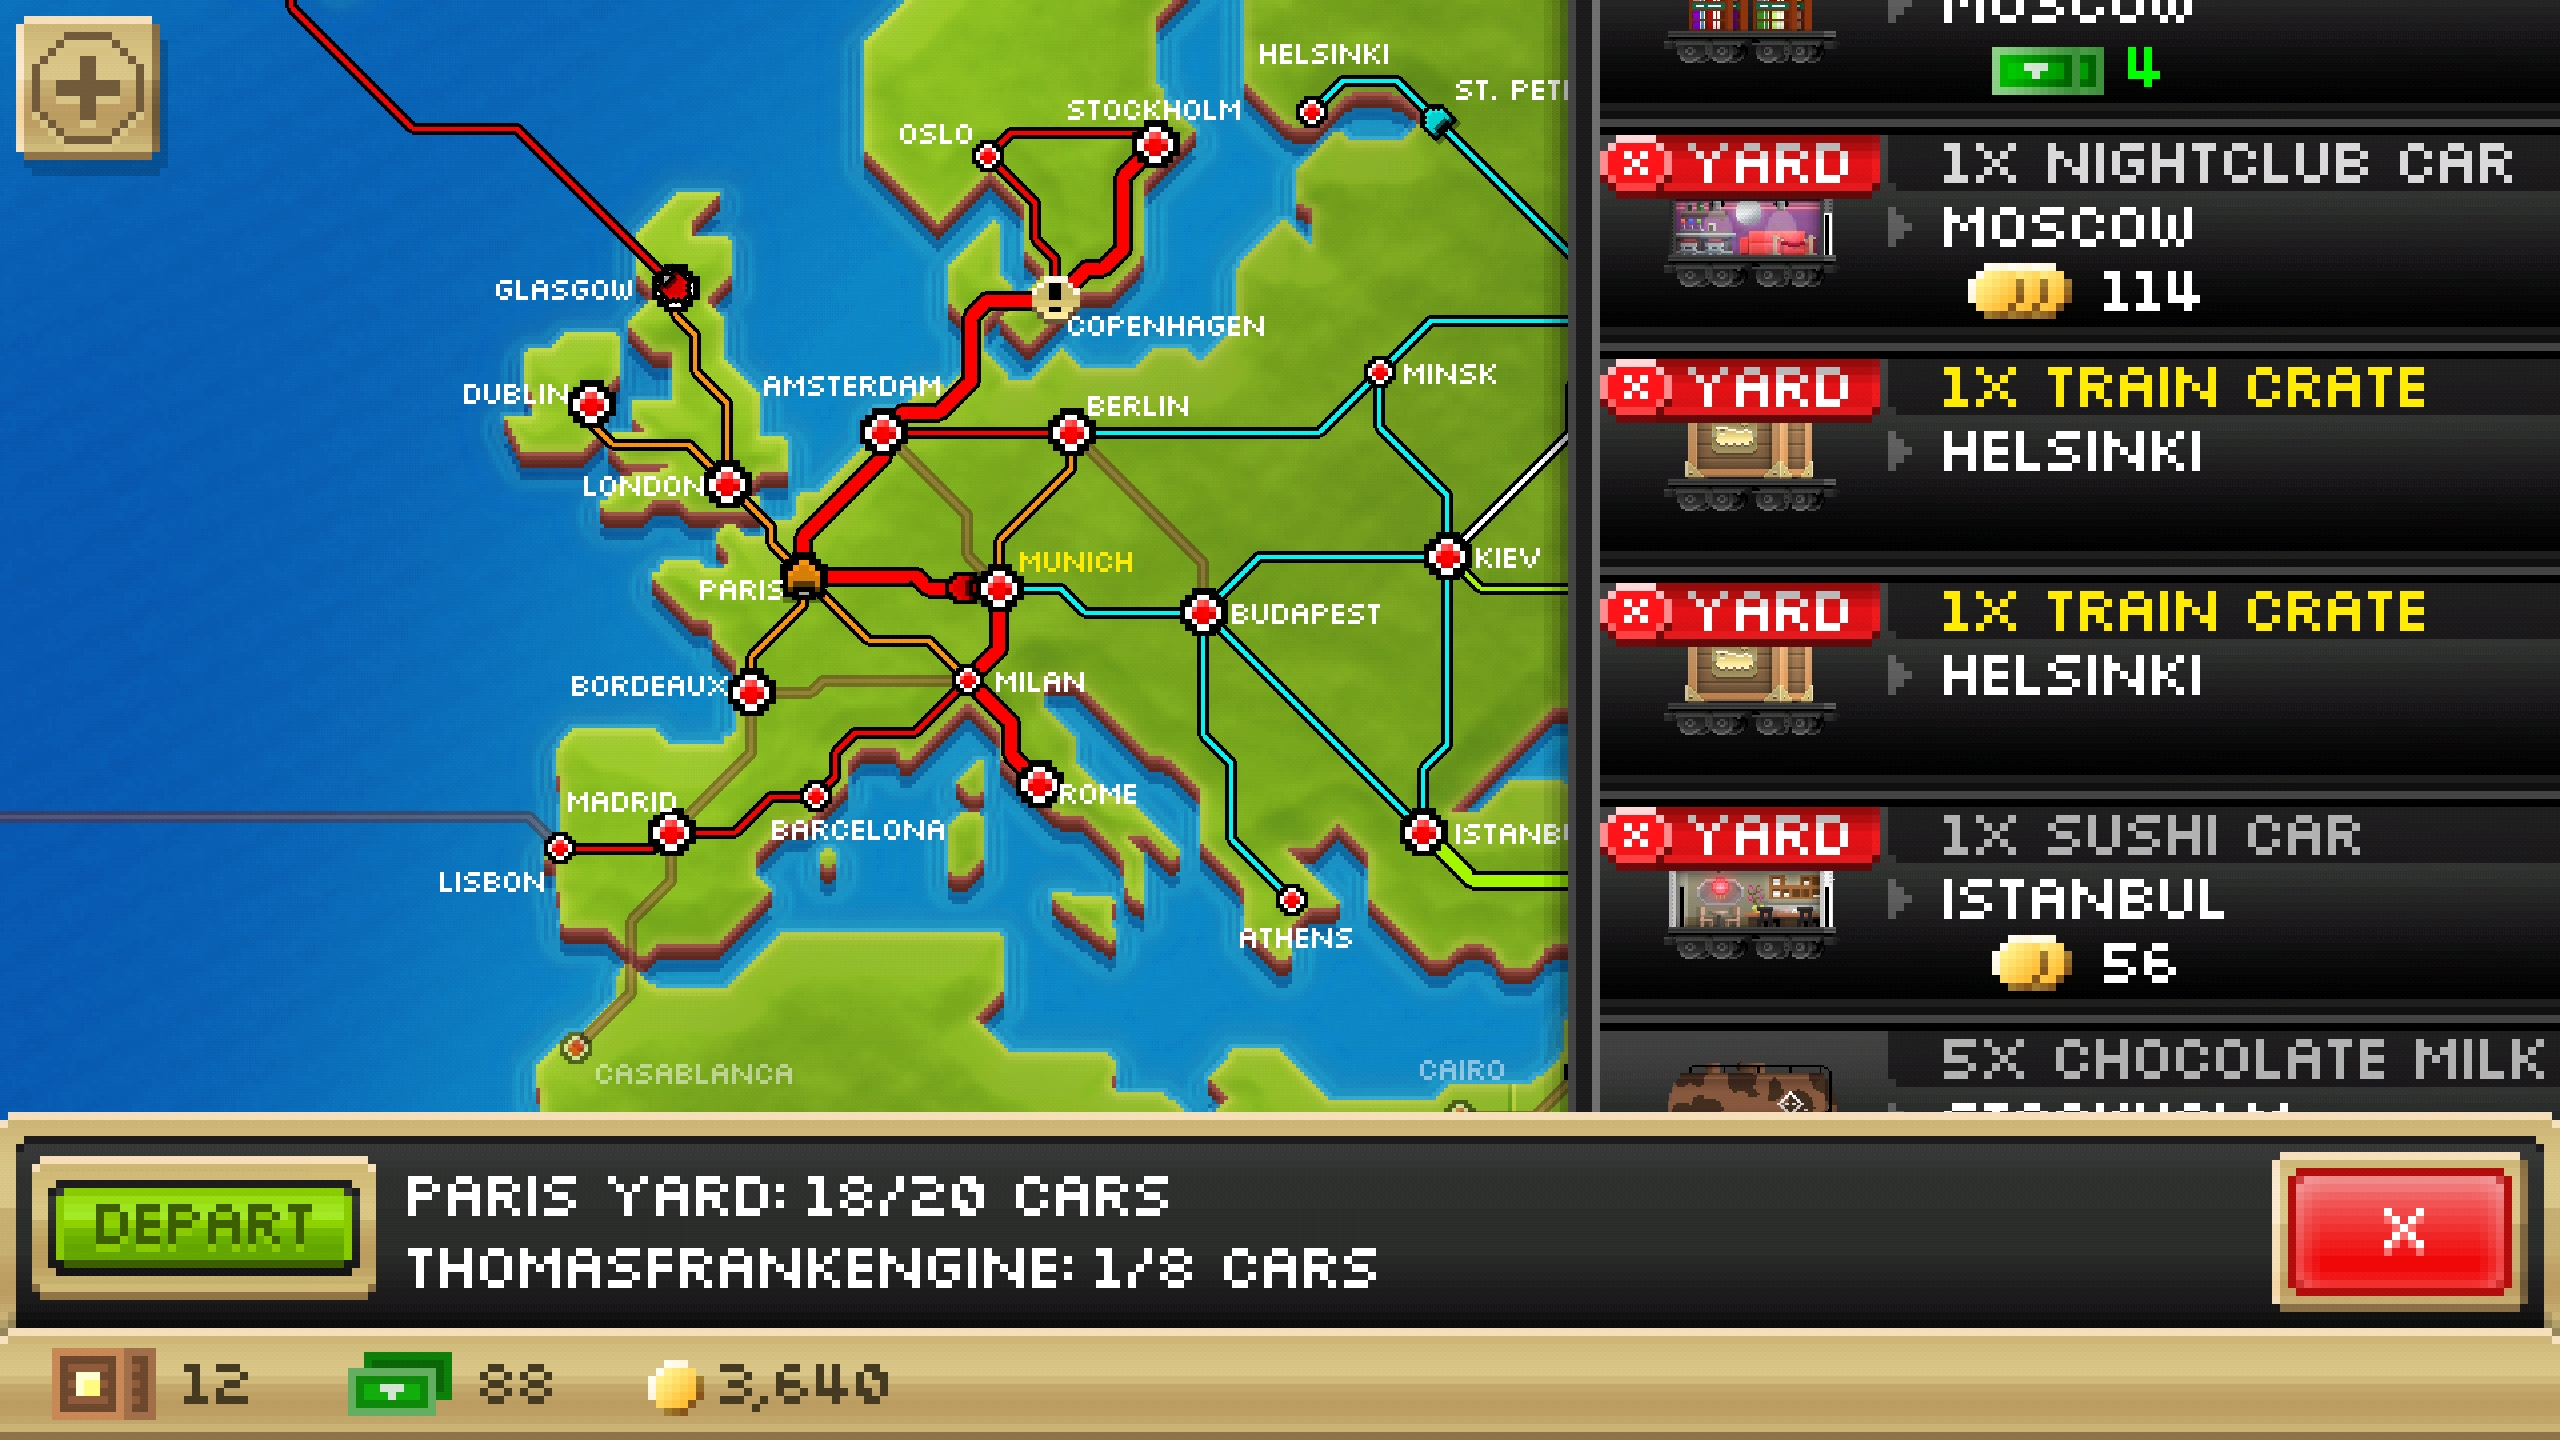 MOSCOW
4
HELSINKI
STOCKHOLM
OSLO
GLASGOW
COPENHAGEN
DUBLIN
AMSTERDAM
BERLIN
MINSK
LONDON
MUNICH
PARIS
KIEV
BUDAPEST
BORDEAUX
MILAN
MADRID
ROME
BARCELONA
LISBON
ATHENS
CASABLANCA
CAIRO
YARD
1X NIGHTCLUB CAR
MOSCOW
114
YARD
1X TRAIN CRATE
HELSINKI
YARD
1X TRAIN CRATE
HELSINKI
YARD
1X SUSHI CAR
ISTANBUL
56
5X CHOCOLATE MILK
STOCKHOLM
DEPART
PARIS YARD: 18/20 CARS
THOMASFRANKENGINE: 1/8 CARS
X
12
88
3,640